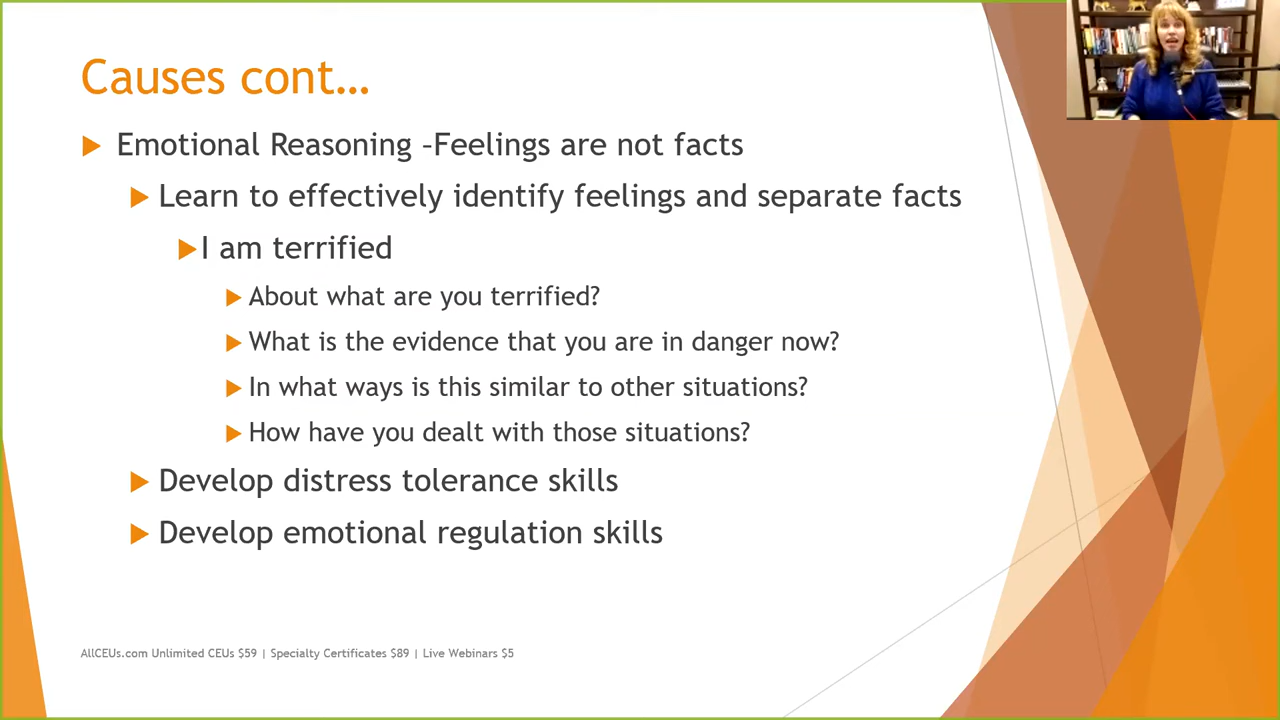 Causes cont…
Emotional Reasoning –Feelings are not facts
Learn to effectively identify feelings and separate facts
I am terrified
About what are you terrified?
What is the evidence that you are in danger now?
In what ways is this similar to other situations?
How have you dealt with those situations?
Develop distress tolerance skills
Develop emotional regulation skills
AllCEUs.com Unlimited CEUs $59 | Specialty Certificates $89 | Live Webinars $5